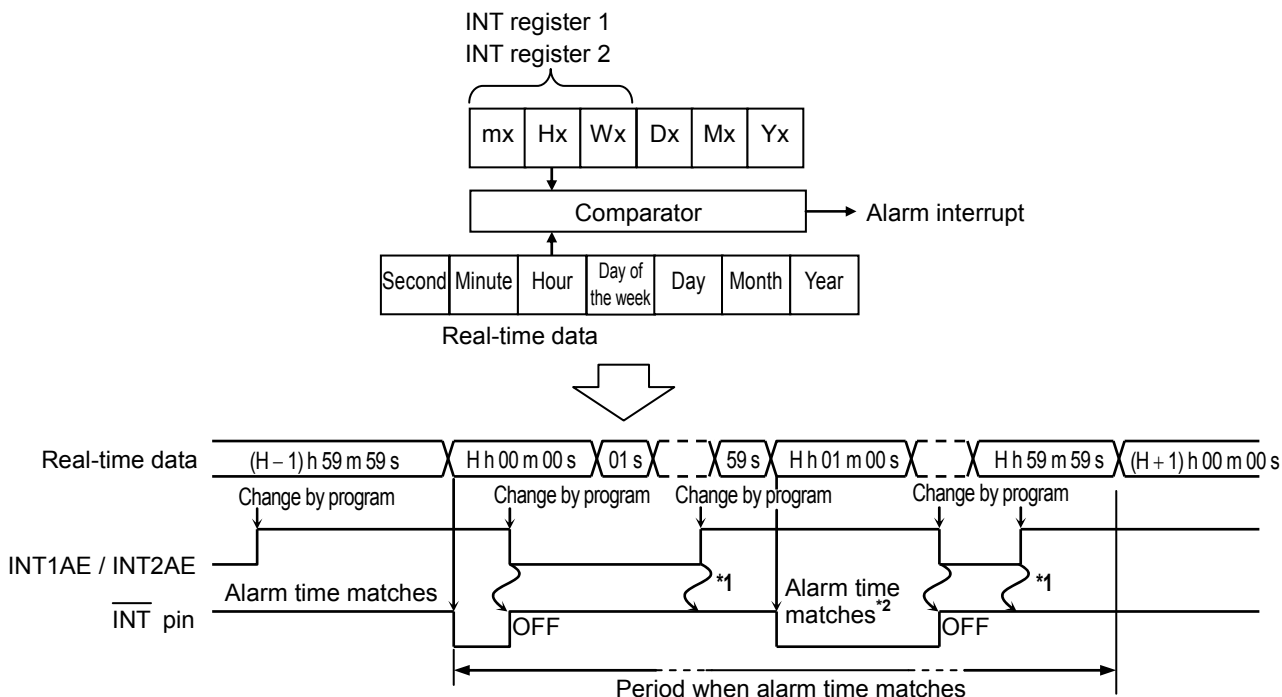 INT register 1
INT register 2
mx Hx Wx Dx Mx Yx
Comparator
Alarm interrupt
Second Minute Hour Day of the week Day Month Year
Real-time data
Real-time data (H − 1) h 59 m 59 s H h 00 m 00 s 01 s 59 s H h 01 m 00 s H h 59 m 59 s (H + 1) h 00 m 00 s
Change by program Change by program Change by program Change by program
INT1AE / INT2AE
Alarm time matches *1 Alarm time matches*2 *1
INT pin OFF OFF
Period when alarm time matches